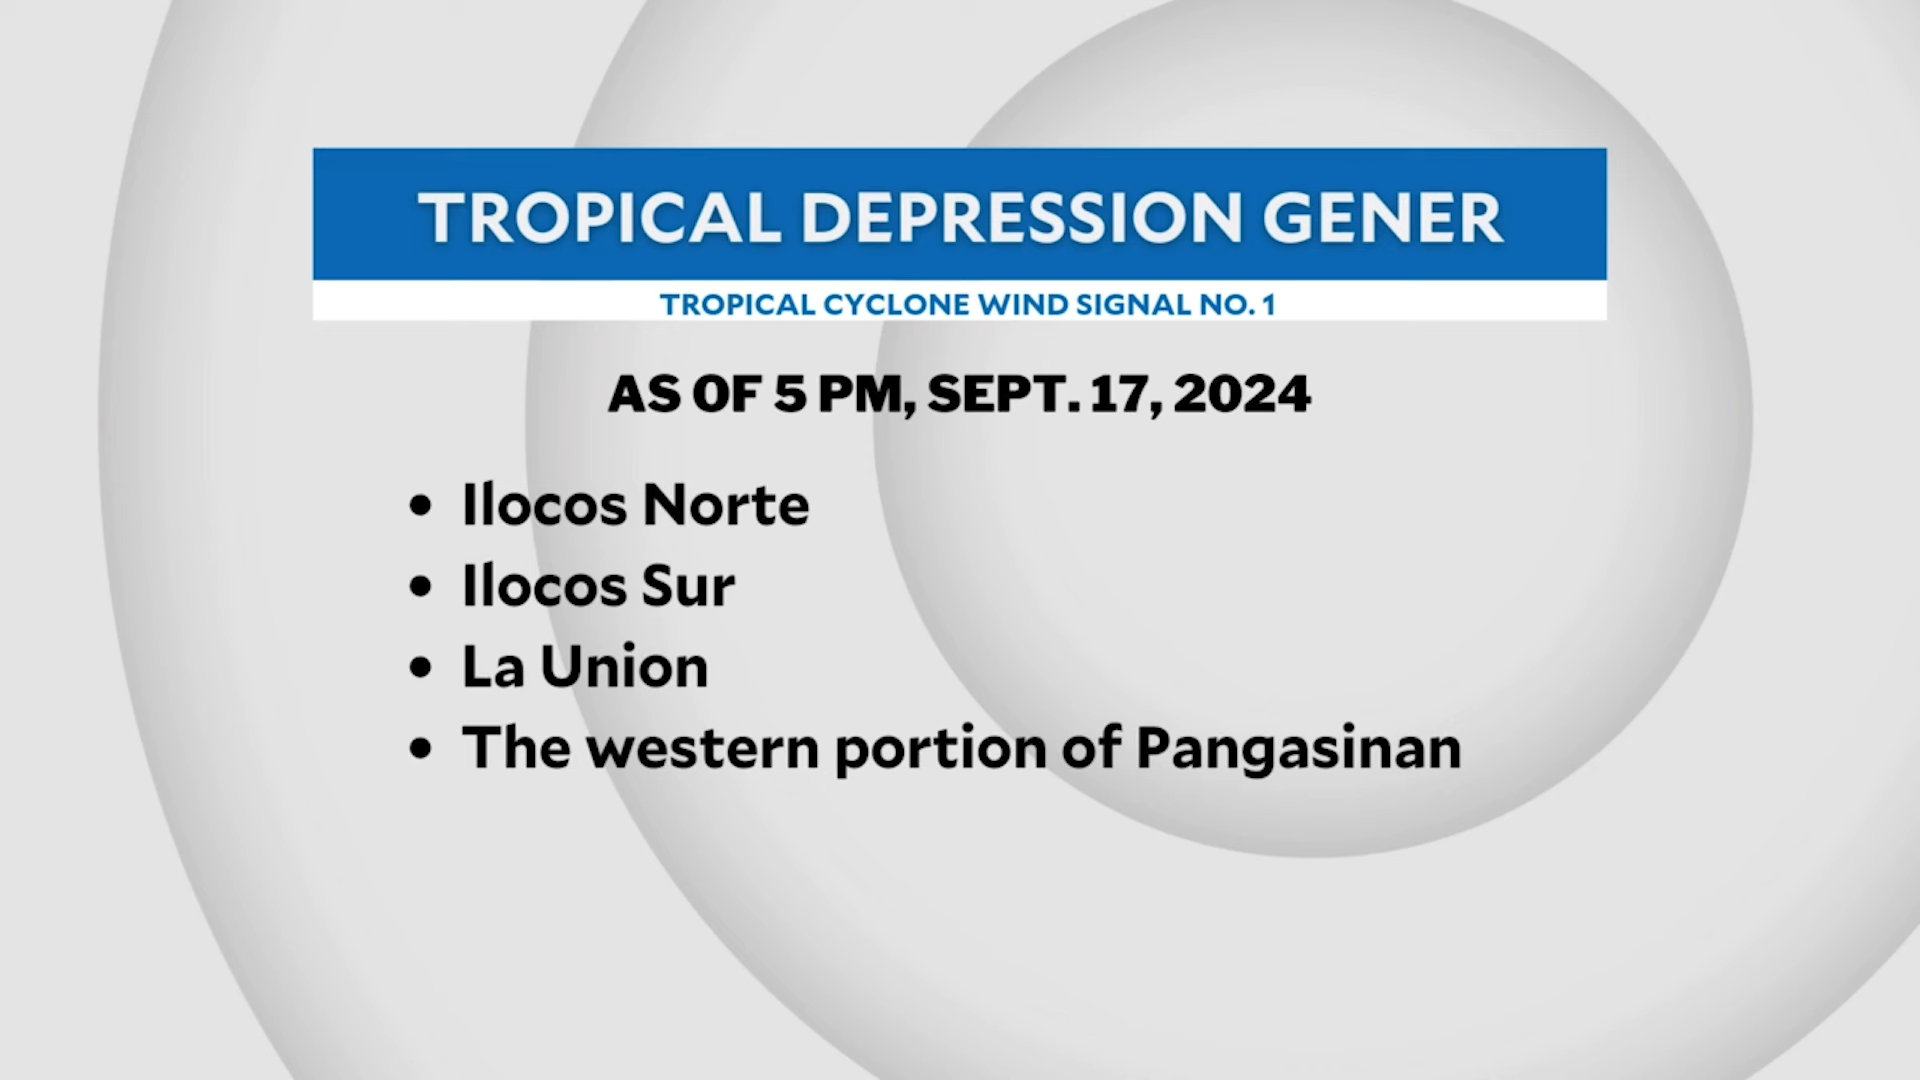 TROPICAL DEPRESSION GENER
TROPICAL CYCLONE WIND SIGNAL NO. 1
AS OF 5 PM, SEPT. 17, 2024
• Ilocos Norte
• Ilocos Sur
• La Union
• The western portion of Pangasinan